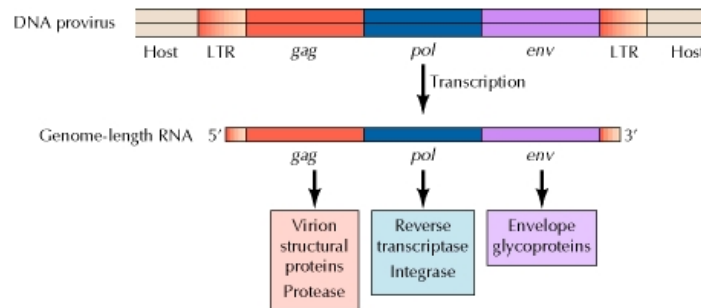 DNA provirus
Host LTR gag pol env LTR Host
Transcription
Genome-length RNA 5′ 3′
gag pol env
Virion
structural
proteins
Protease
Reverse
transcriptase
Integrase
Envelope
glycoproteins